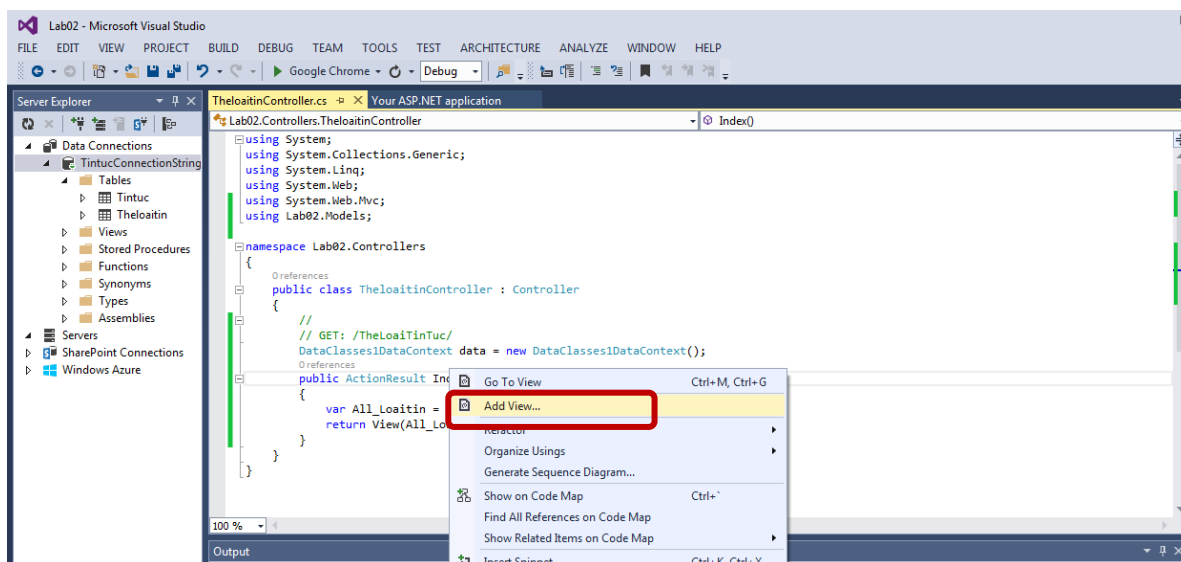 Lab02 - Microsoft Visual Studio
FILE EDIT VIEW PROJECT BUILD DEBUG TEAM TOOLS TEST ARCHITECTURE ANALYZE WINDOW HELP
Google Chrome Debug
Server Explorer
TheloaitinController.cs Your ASP.NET application
Lab02.Controllers.TheloaitinController Index()
Data Connections
TintucConnectionString
Tables
Tintuc
Theloaitin
Views
Stored Procedures
Functions
Synonyms
Types
Assemblies
Servers
SharePoint Connections
Windows Azure
using System;
using System.Collections.Generic;
using System.Linq;
using System.Web;
using System.Web.Mvc;
using Lab02.Models;
namespace Lab02.Controllers
{
0 references
public class TheloaitinController : Controller
{
//
// GET: /TheLoaiTinTuc/
DataClasses1DataContext data = new DataClasses1DataContext();
0 references
public ActionResult
{
var All_Loaitin =
return View(
}
}
}
Go To View Ctrl+M, Ctrl+G
Add View...
Refactor
Organize Usings
Generate Sequence Diagram...
Show on Code Map Ctrl+`
Find All References on Code Map
Show Related Items on Code Map
Insert Snippet Ctrl+K, Ctrl+X
100 %
Output